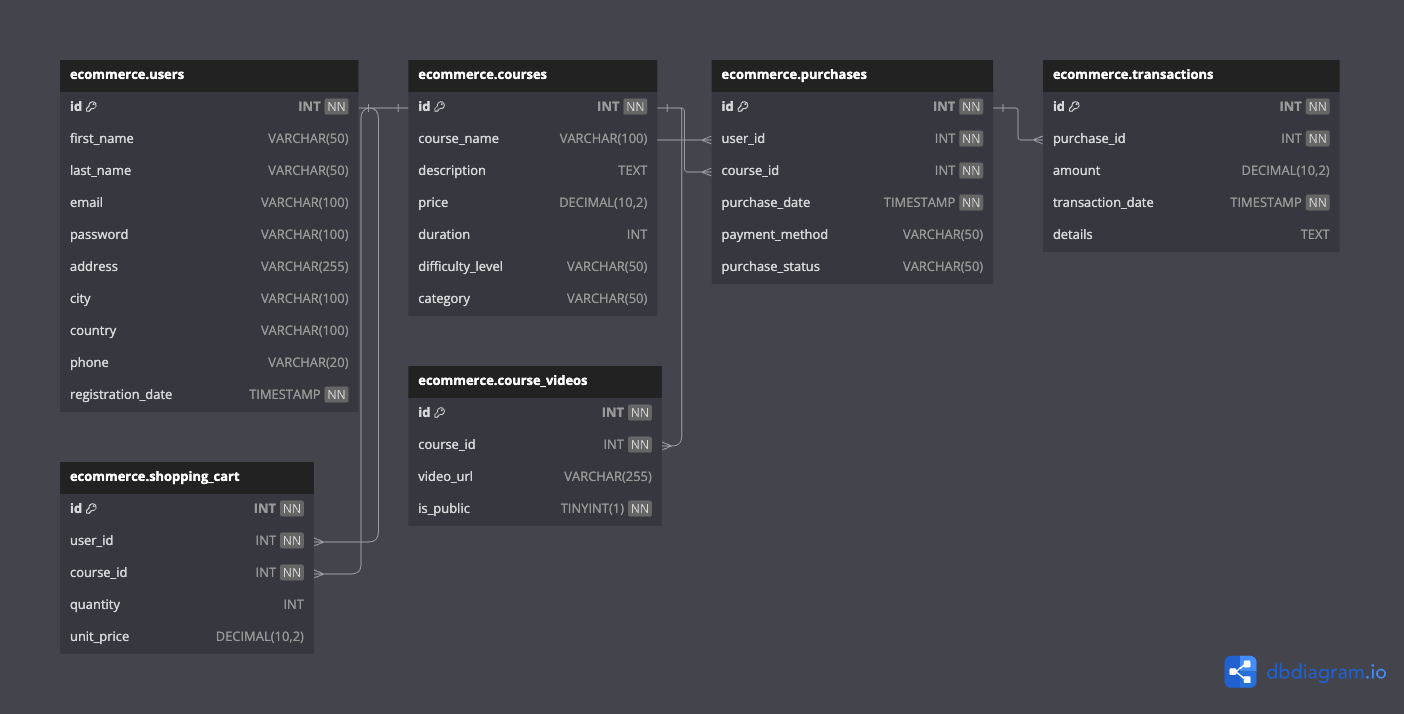 ecommerce.users
id INT NN
first_name VARCHAR(50)
last_name VARCHAR(50)
email VARCHAR(100)
password VARCHAR(100)
address VARCHAR(255)
city VARCHAR(100)
country VARCHAR(100)
phone VARCHAR(20)
registration_date TIMESTAMP NN
ecommerce.courses
id INT NN
course_name VARCHAR(100)
description TEXT
price DECIMAL(10,2)
duration INT
difficulty_level VARCHAR(50)
category VARCHAR(50)
ecommerce.purchases
id INT NN
user_id INT NN
course_id INT NN
purchase_date TIMESTAMP NN
payment_method VARCHAR(50)
purchase_status VARCHAR(50)
ecommerce.transactions
id INT NN
purchase_id INT NN
amount DECIMAL(10,2)
transaction_date TIMESTAMP NN
details TEXT
ecommerce.course_videos
id INT NN
course_id INT NN
video_url VARCHAR(255)
is_public TINYINT(1) NN
ecommerce.shopping_cart
id INT NN
user_id INT NN
course_id INT NN
quantity INT
unit_price DECIMAL(10,2)
dbdiagram.io